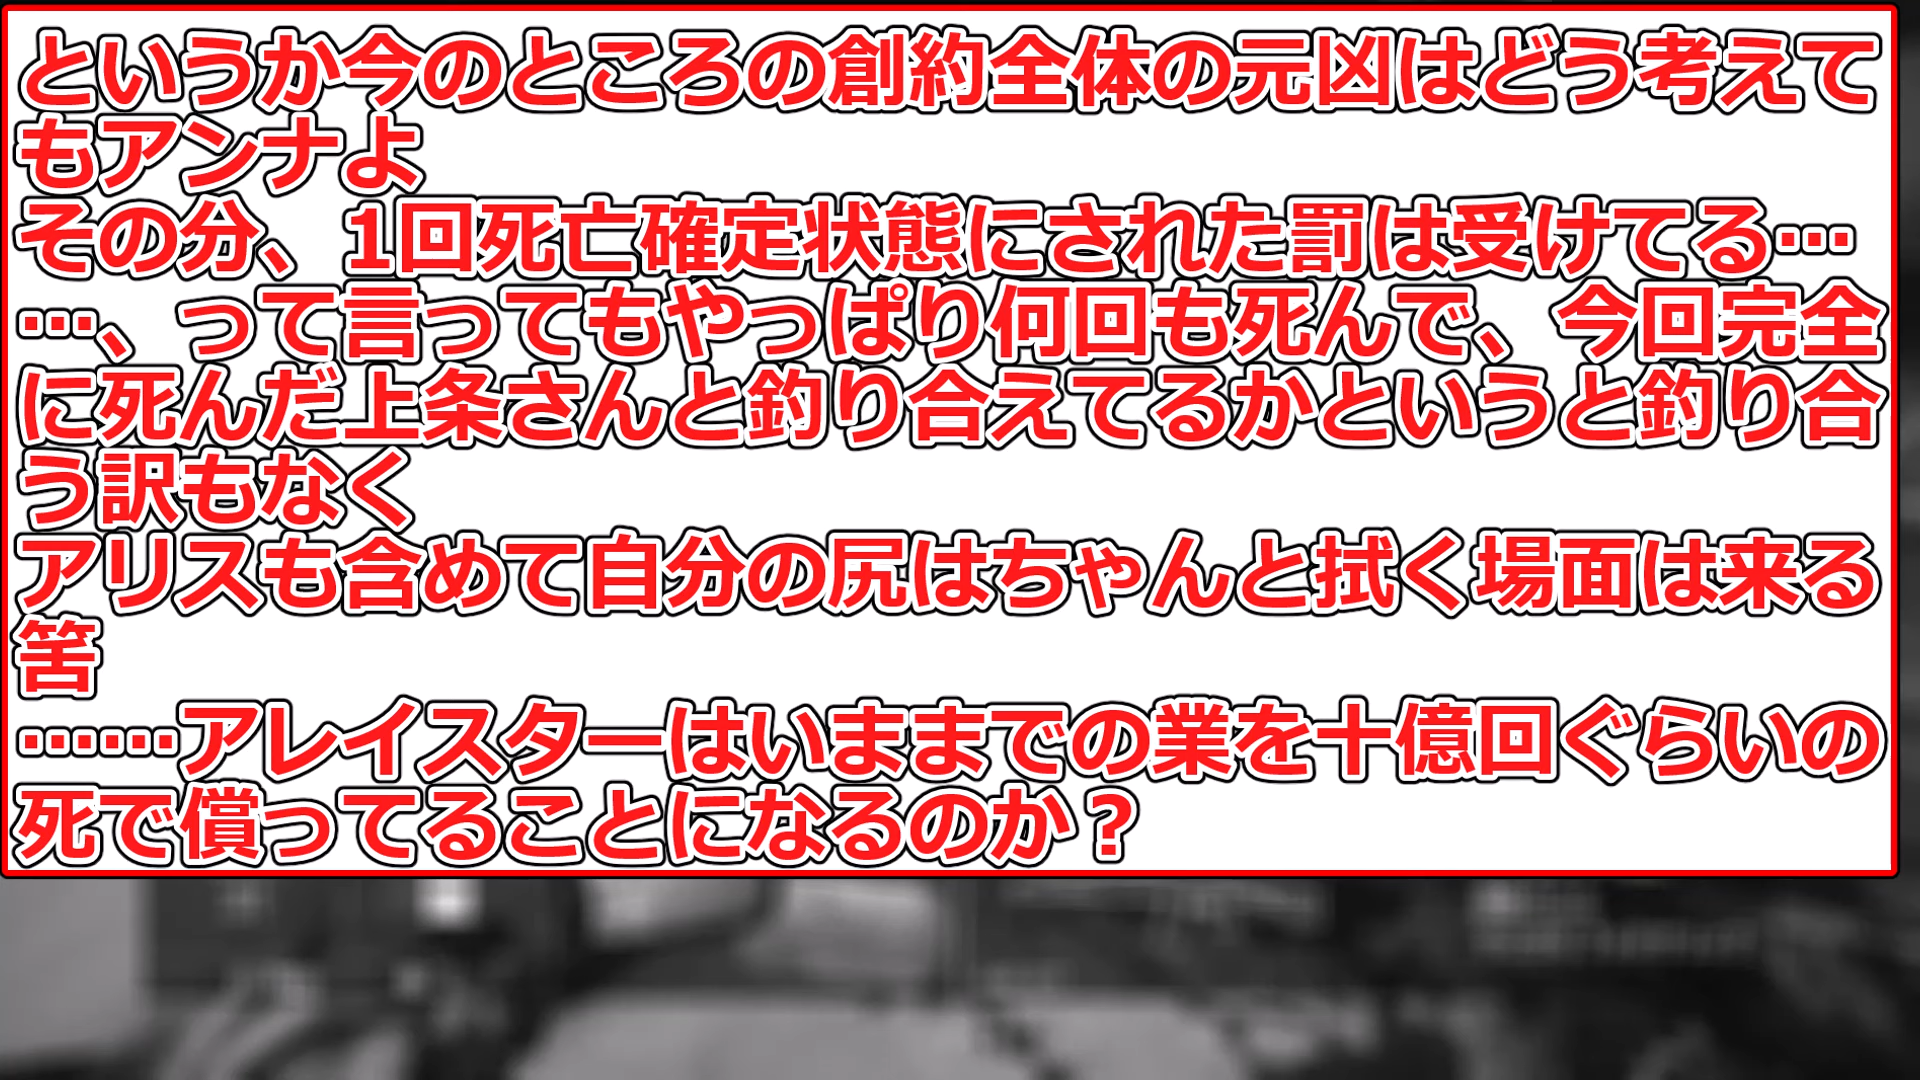 というか今のところの創約全体の元凶はどう考えて
もアンナよ
その分、1回死亡確定状態にされた罰は受けてる…
…、って言ってもやっぱり何回も死んで、今回完全
に死んだ上条さんと釣り合えてるかというと釣り合
う訳もなく
アリスも含めて自分の尻はちゃんと拭く場面は来る
筈
……アレイスターはいままでの業を十億回ぐらいの
死で償ってることになるのか？